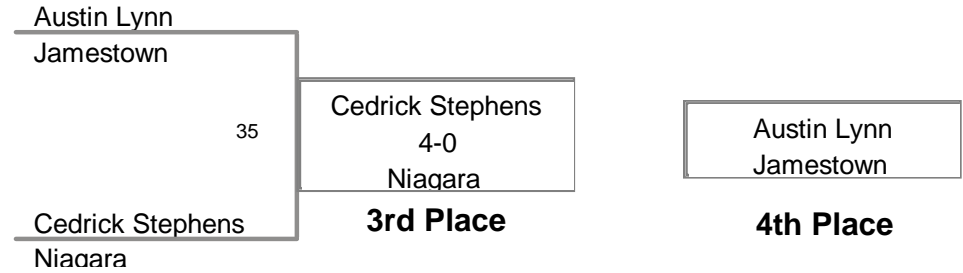 Austin Lynn
Jamestown
35
Cedrick Stephens
Niagara
Cedrick Stephens
4-0
Niagara
3rd Place
Austin Lynn
Jamestown
4th Place